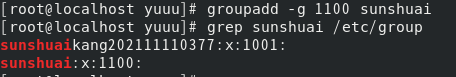 [root@localhost yuuu]# groupadd -g 1100 sunshuai
[root@localhost yuuu]# grep sunshuai /etc/group
sunshuaikang202111110377:x:1001:
sunshuai:x:1100: